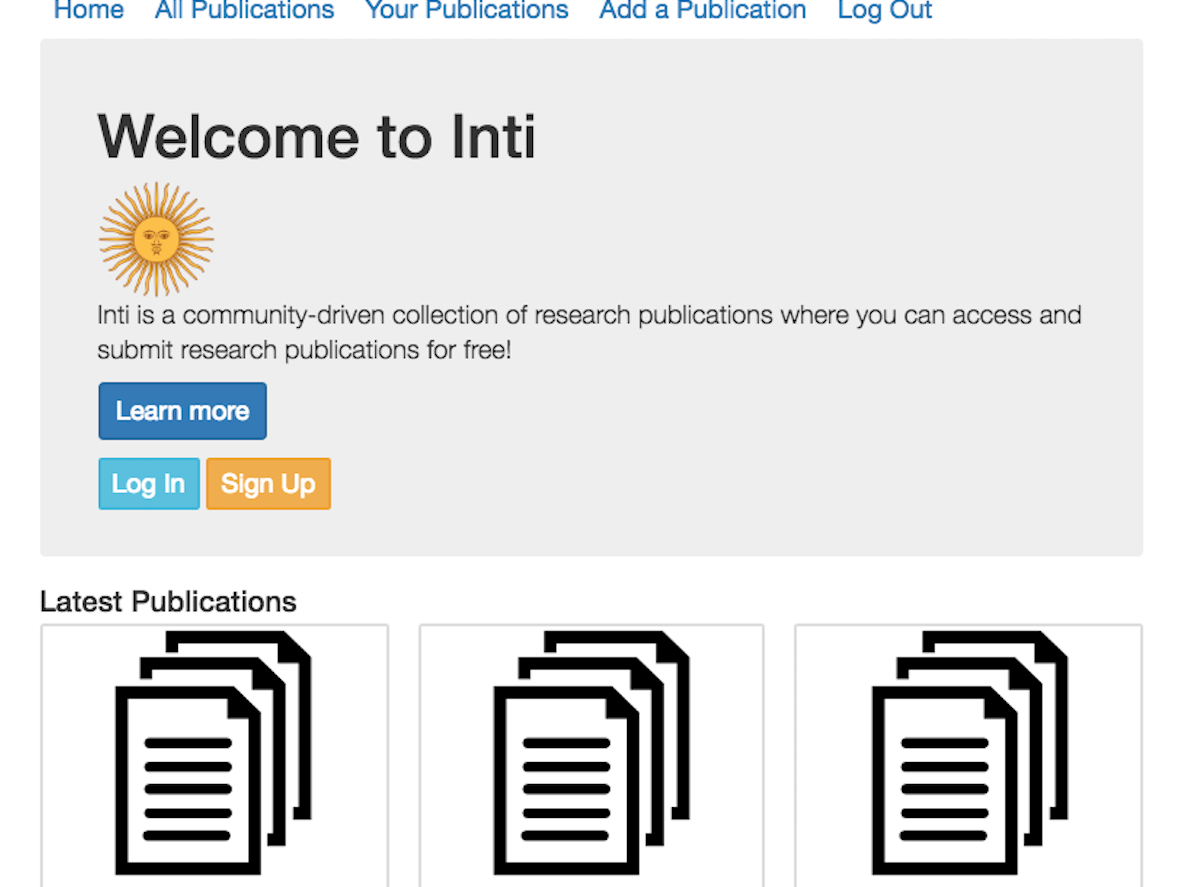 Home All Publications Your Publications Add a Publication Log Out
Welcome to Inti
Inti is a community-driven collection of research publications where you can access and
submit research publications for free!
Learn more
Log In Sign Up
Latest Publications